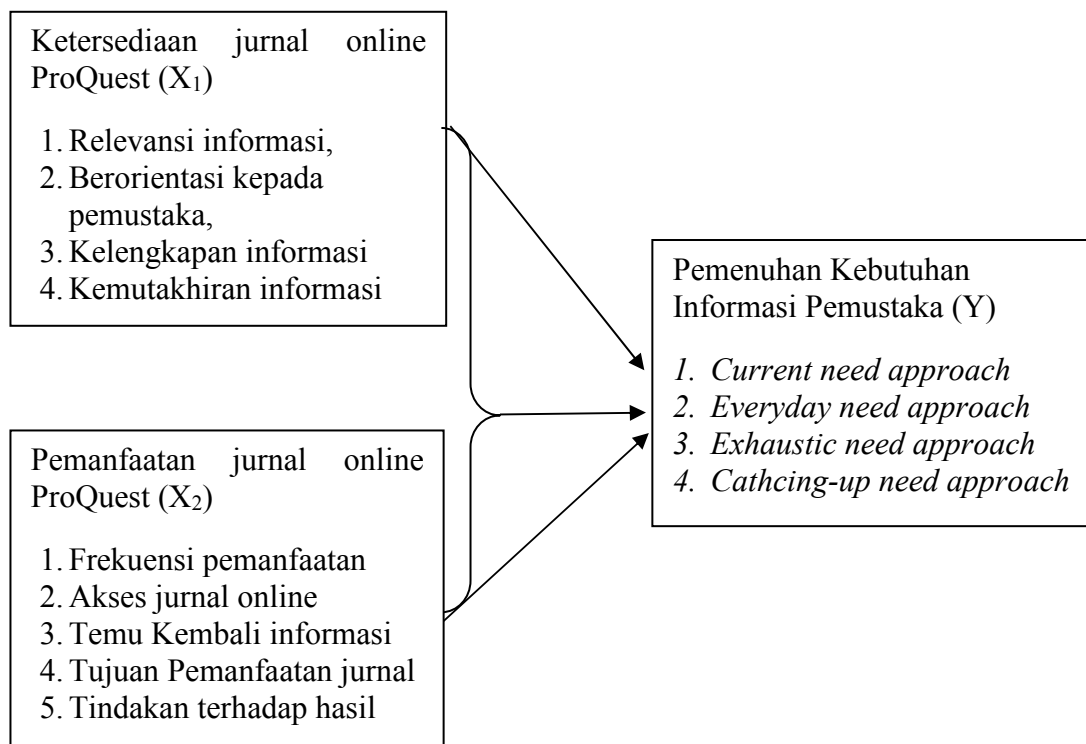 Ketersediaan jurnal online
ProQuest (X₁)
1. Relevansi informasi,
2. Berorientasi kepada
pemustaka,
3. Kelengkapan informasi
4. Kemutakhiran informasi
Pemenuhan Kebutuhan
Informasi Pemustaka (Y)
1. Current need approach
2. Everyday need approach
3. Exhaustic need approach
4. Cathcing-up need approach
Pemanfaatan jurnal online
ProQuest (X₂)
1. Frekuensi pemanfaatan
2. Akses jurnal online
3. Temu Kembali informasi
4. Tujuan Pemanfaatan jurnal
5. Tindakan terhadap hasil